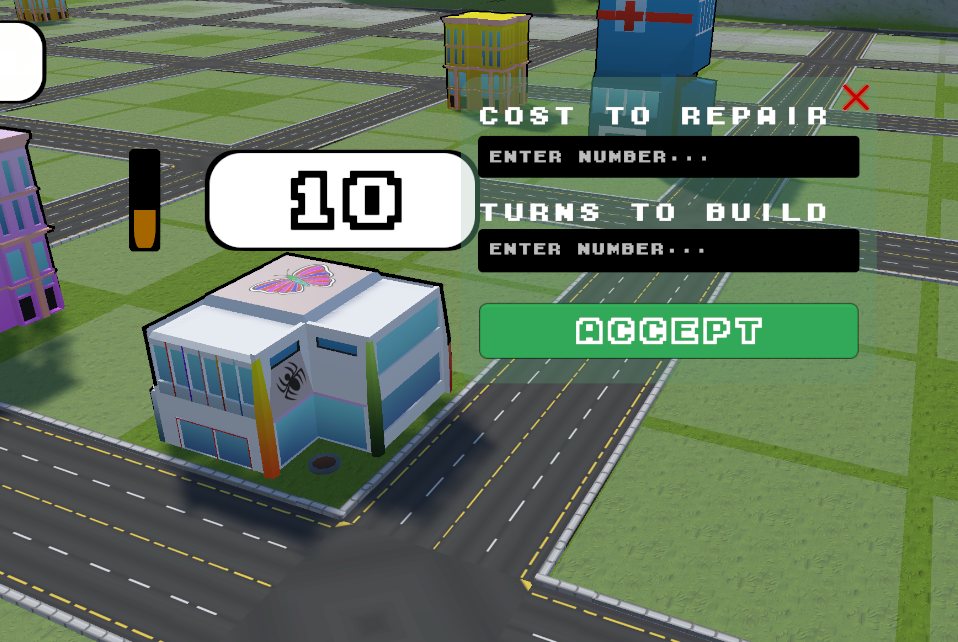 COST TO REPAIR
ENTER NUMBER...
10
TURNS TO BUILD
ENTER NUMBER...
ACCEPT